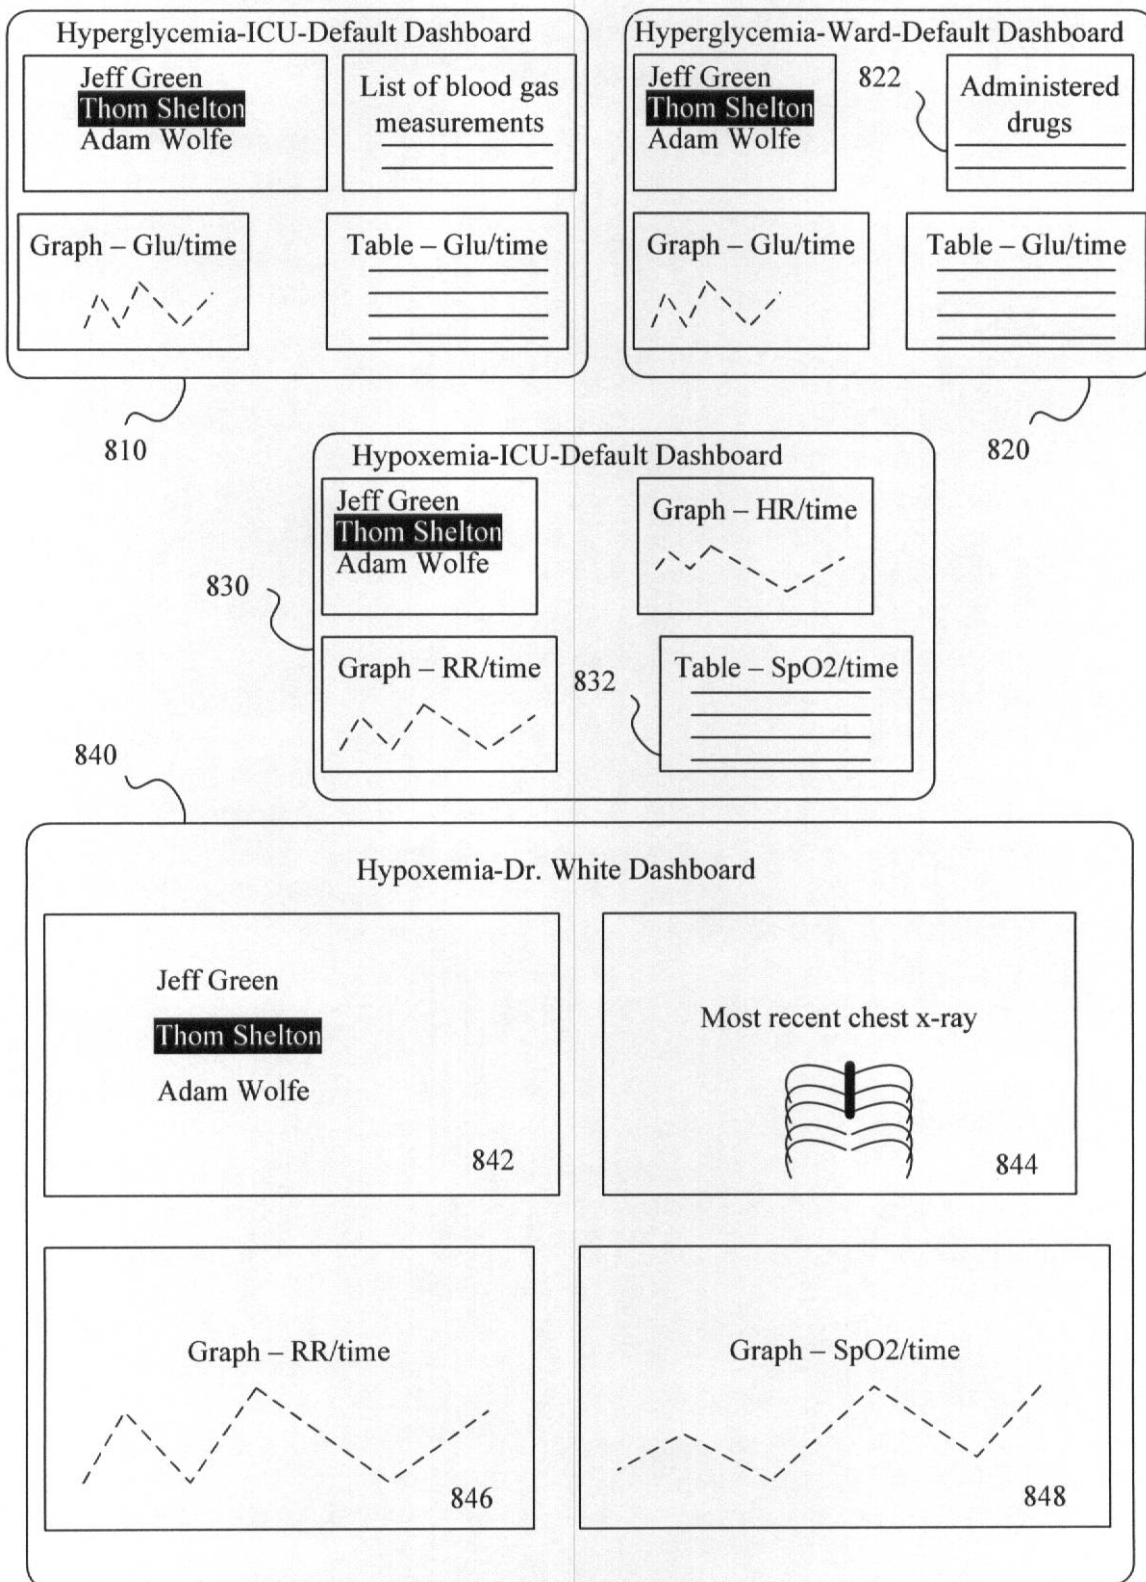 Hyperglycemia-ICU-Default Dashboard
Jeff Green
Thom Shelton
Adam Wolfe
List of blood gas
measurements
Graph – Glu/time
Table – Glu/time
810
Hyperglycemia-Ward-Default Dashboard
Jeff Green
Thom Shelton
Adam Wolfe
822
Administered
drugs
Graph – Glu/time
Table – Glu/time
820
Hypoxemia-ICU-Default Dashboard
Jeff Green
Thom Shelton
Adam Wolfe
Graph – HR/time
830
Graph – RR/time
832
Table – SpO2/time
840
Hypoxemia-Dr. White Dashboard
Jeff Green
Thom Shelton
Adam Wolfe
842
Most recent chest x-ray
844
Graph – RR/time
846
Graph – SpO2/time
848